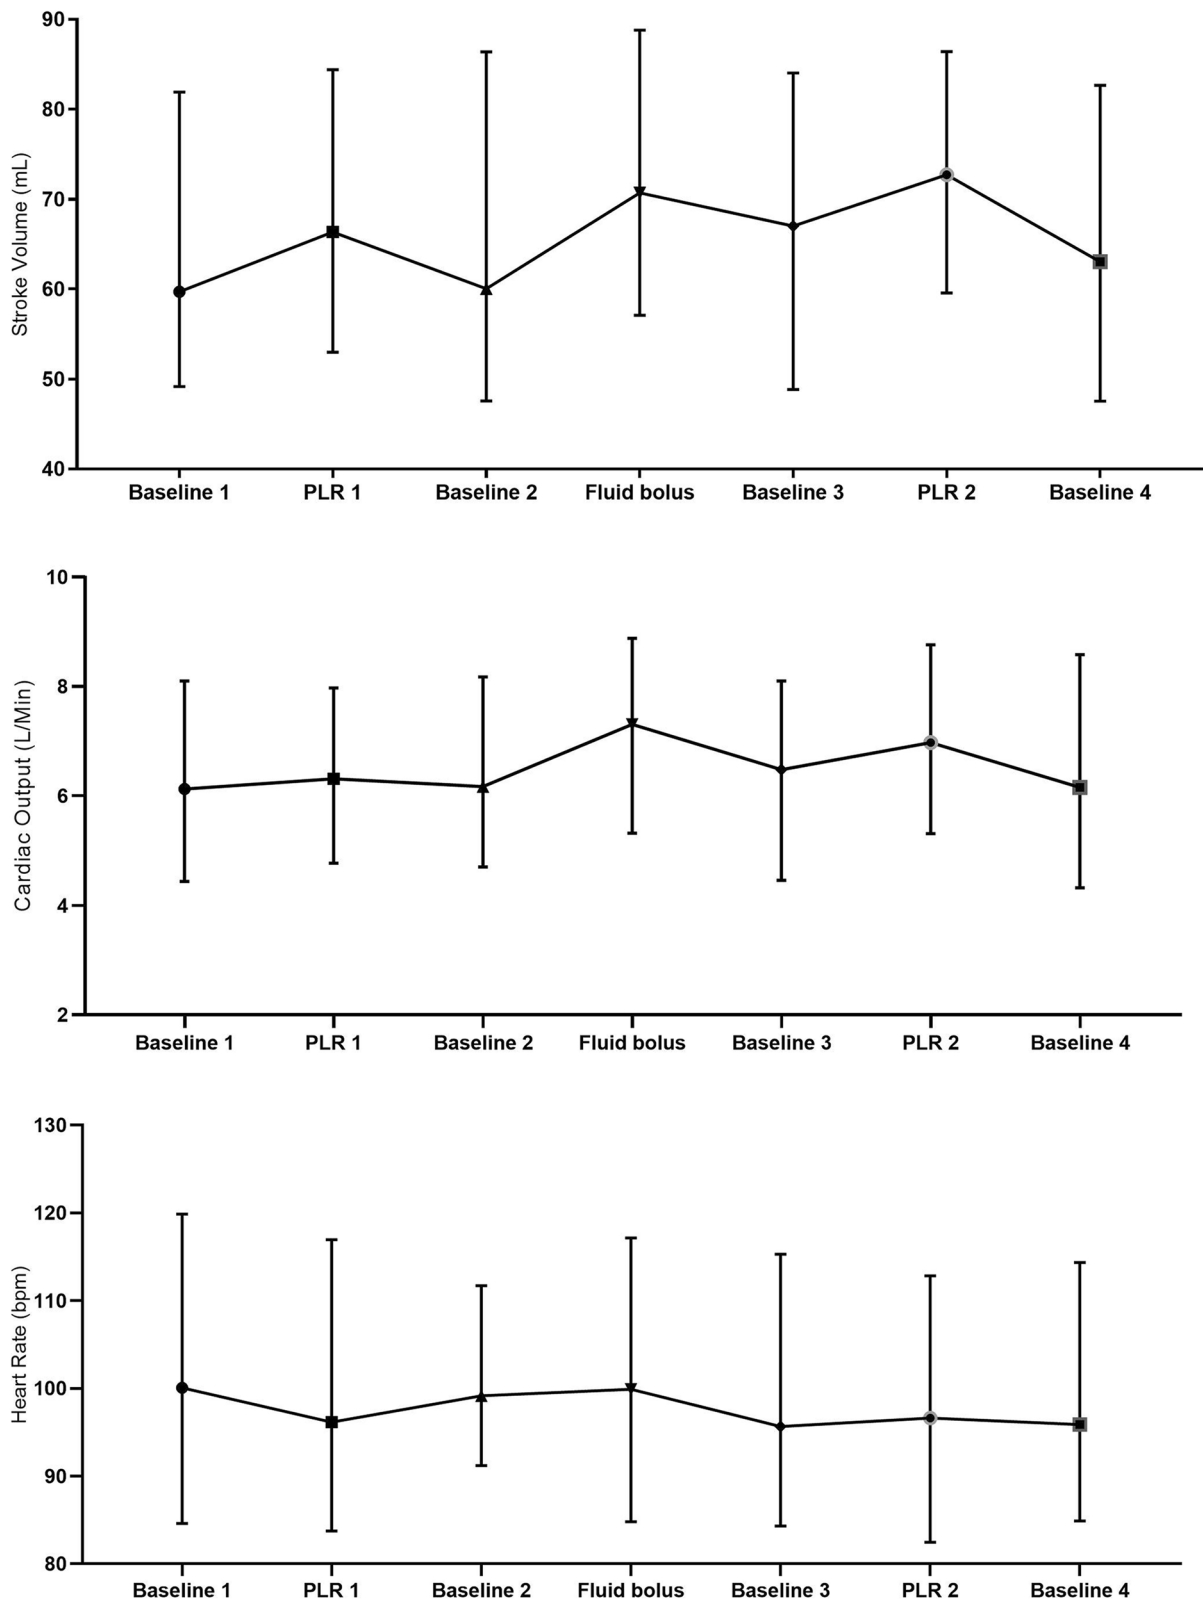 Stroke Volume (mL)
90
80
70
60
50
40
Baseline 1 PLR 1 Baseline 2 Fluid bolus Baseline 3 PLR 2 Baseline 4
Cardiac Output (L/Min)
10
8
6
4
2
Baseline 1 PLR 1 Baseline 2 Fluid bolus Baseline 3 PLR 2 Baseline 4
Heart Rate (bpm)
130
120
110
100
90
80
Baseline 1 PLR 1 Baseline 2 Fluid bolus Baseline 3 PLR 2 Baseline 4